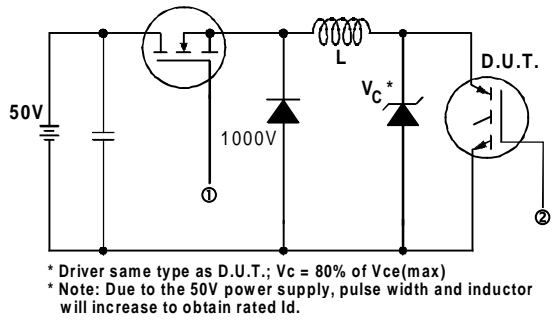 L
D.U.T.
VC *
50V
1000V
①
②
* Driver same type as D.U.T.; Vc = 80% of Vce(max)
* Note: Due to the 50V power supply, pulse width and inductor
will increase to obtain rated Id.